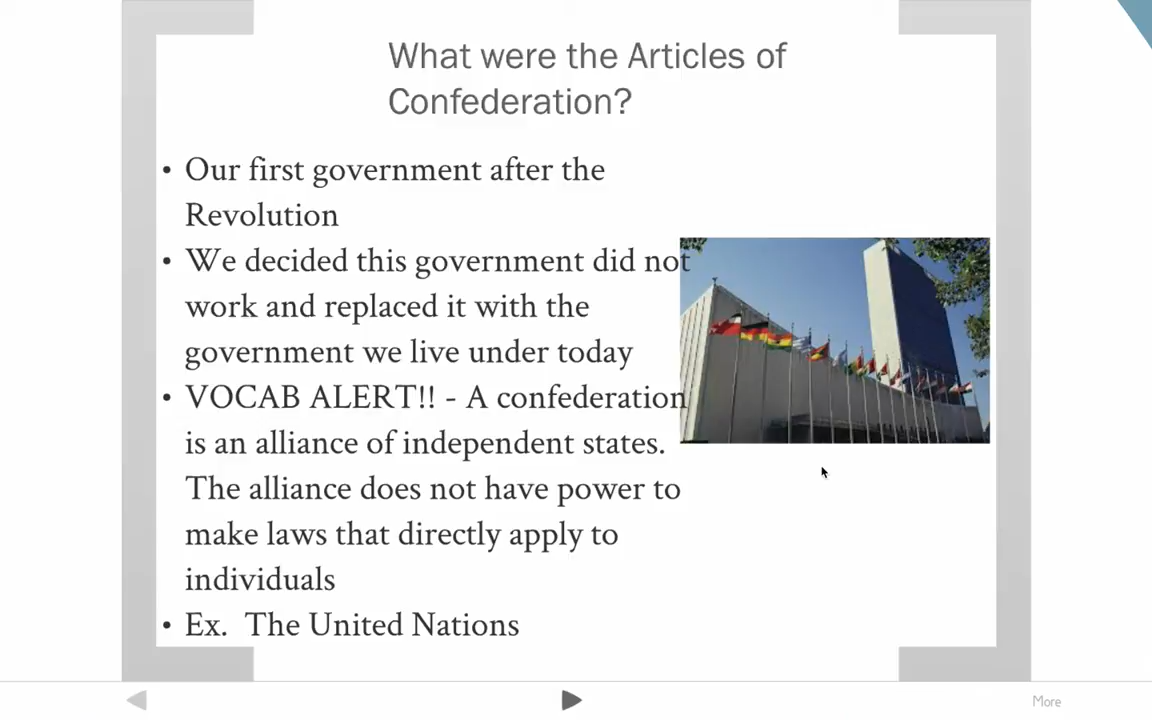 What were the Articles of
Confederation?
• Our first government after the
Revolution
• We decided this government did not
work and replaced it with the
government we live under today
• VOCAB ALERT!! - A confederation
is an alliance of independent states.
The alliance does not have power to
make laws that directly apply to
individuals
• Ex.  The United Nations
More